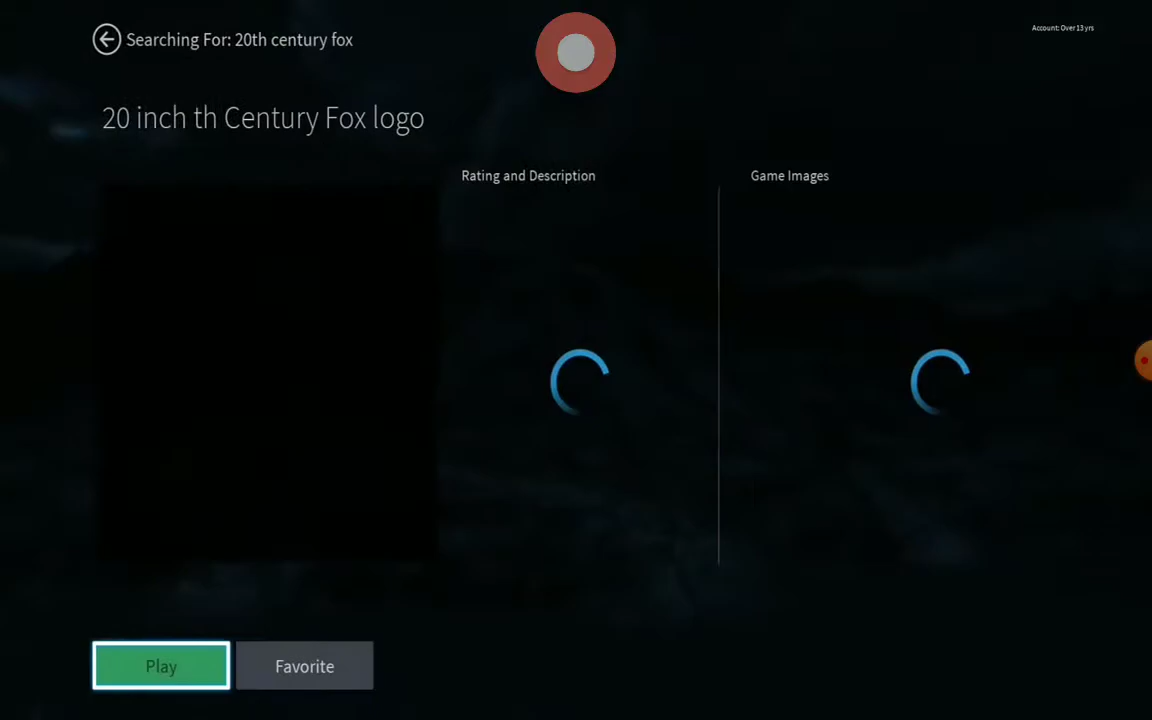 Searching For: 20th century fox
Account: Over 13 yrs
20 inch th Century Fox logo
Rating and Description
Game Images
Play
Favorite